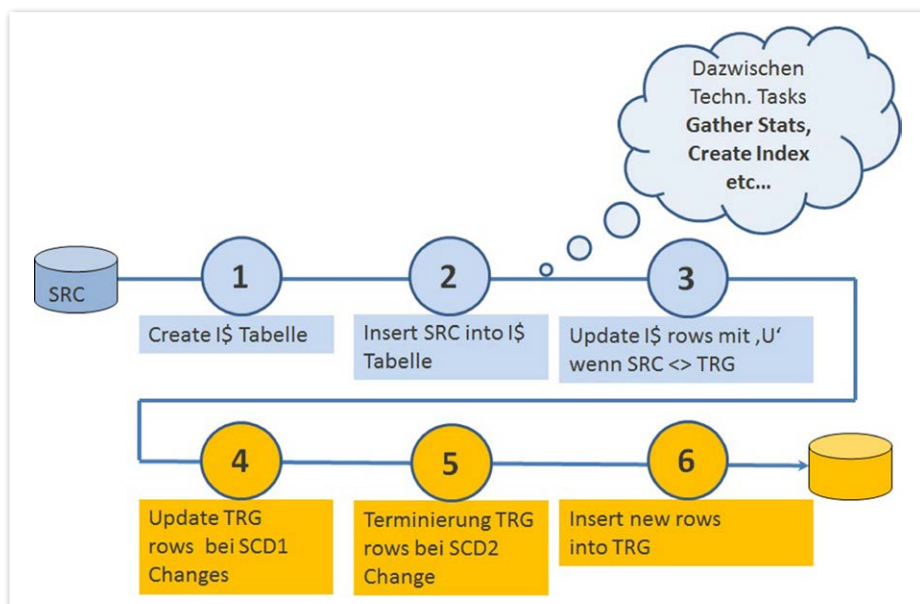 Dazwischen
Techn. Tasks
Gather Stats,
Create Index
etc...
SRC
1
2
3
Create I$ Tabelle
Insert SRC into I$
Tabelle
Update I$ rows mit ‚U‘
wenn SRC <> TRG
4
5
6
Update TRG
rows bei SCD1
Changes
Terminierung TRG
rows bei SCD2
Change
Insert new rows
into TRG